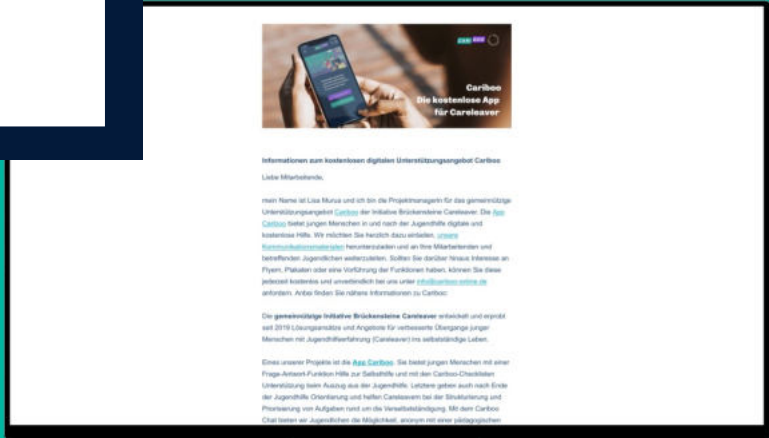 CARI BOO
Cariboo
Die kostenlose App
für Careleaver
Informationen zum kostenlosen digitalen Unterstützungsangebot Cariboo
Liebe Mitarbeitende,
mein Name ist Lisa Murua und ich bin die Projektmanagerin für das gemeinnützige
Unterstützungsangebot Cariboo der Initiative Brückensteine Careleaver. Die App
Cariboo bietet jungen Menschen in und nach der Jugendhilfe digitale und
kostenlose Hilfe. Wir möchten Sie herzlich dazu einladen, unsere
Kommunikationsmaterialien herunterzuladen und an Ihre Mitarbeitenden und
betreffenden Jugendlichen weiterzuleiten. Sollten Sie darüber hinaus Interesse an
Flyern, Plakaten oder eine Vorführung der Funktionen haben, können Sie diese
jederzeit kostenlos und unverbindlich bei uns unter info@cariboo-online.de
anfordern. Anbei finden Sie nähere Informationen zu Cariboo:
Die gemeinnützige Initiative Brückensteine Careleaver entwickelt und erprobt
seit 2019 Lösungsansätze und Angebote für verbesserte Übergange junger
Menschen mit Jugendhilfeerfahrung (Careleaver) ins selbstständige Leben.
Eines unserer Projekte ist die App Cariboo. Sie bietet jungen Menschen mit einer
Frage-Antwort-Funktion Hilfe zur Selbsthilfe und mit den Cariboo-Checklisten
Unterstützung beim Auszug aus der Jugendhilfe. Letztere geben auch nach Ende
der Jugendhilfe Orientierung und helfen Careleavern bei der Strukturierung und
Priorisierung von Aufgaben rund um die Verselbstständigung. Mit dem Cariboo
Chat bieten wir Jugendlichen die Möglichkeit, anonym mit einer pädagogischen